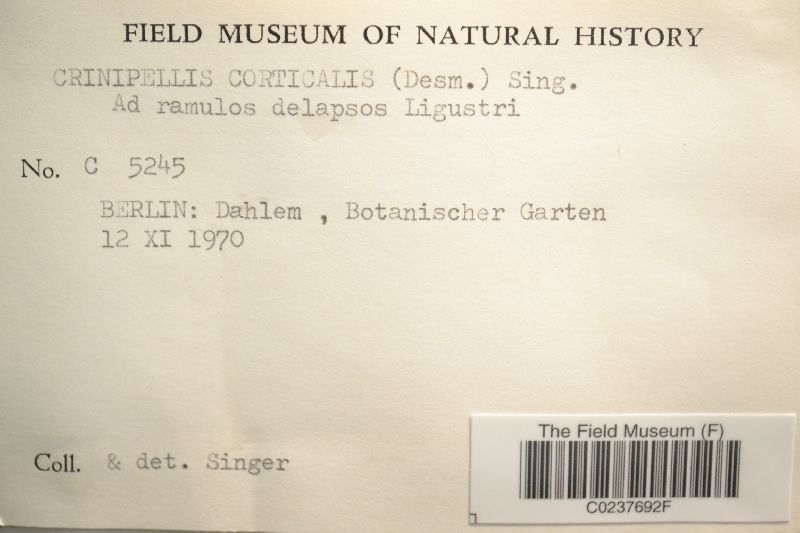 FIELD MUSEUM OF NATURAL HISTORY
CRINIPELLIS CORTICALIS (Desm.) Sing.
Ad ramulos delapsos Ligustri
No. C 5245
BERLIN: Dahlem , Botanischer Garten
12 XI 1970
Coll. & det. Singer
The Field Museum (F)
C0237692F